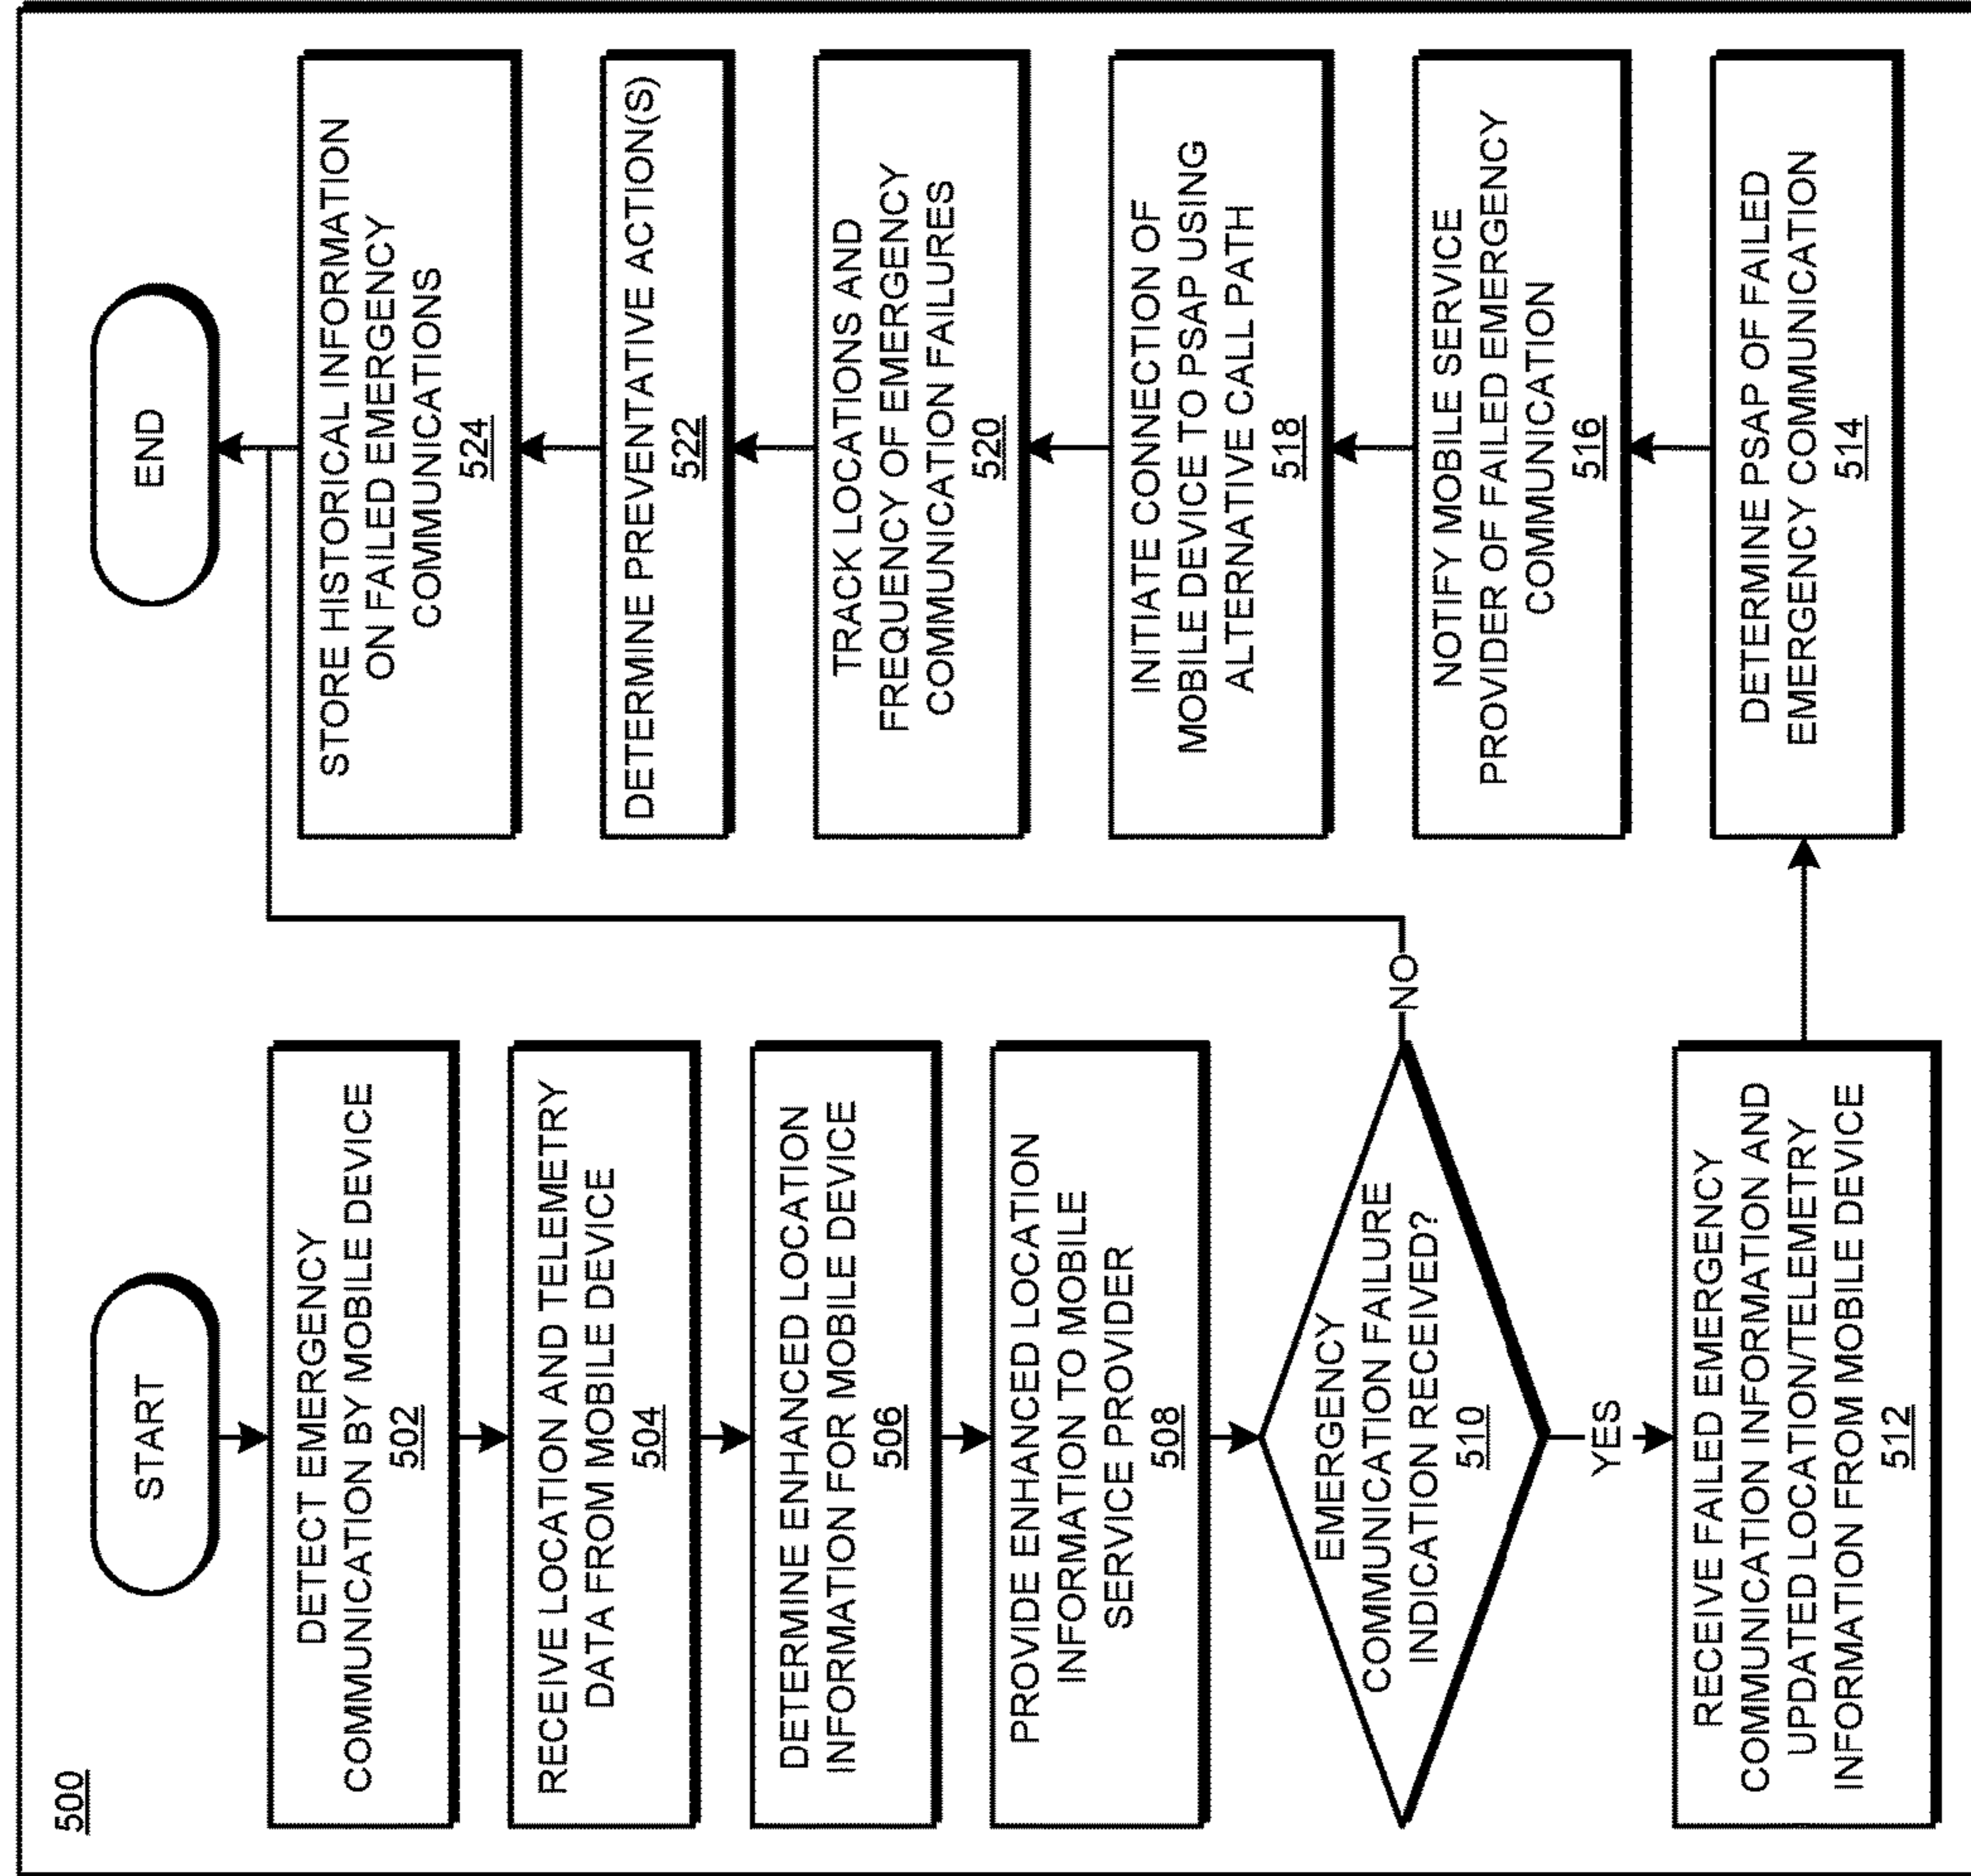 500
START
DETECT EMERGENCY
COMMUNICATION BY MOBILE DEVICE
502
RECEIVE LOCATION AND TELEMETRY
DATA FROM MOBILE DEVICE
504
DETERMINE ENHANCED LOCATION
INFORMATION FOR MOBILE DEVICE
506
PROVIDE ENHANCED LOCATION
INFORMATION TO MOBILE
SERVICE PROVIDER
508
EMERGENCY
COMMUNICATION FAILURE
INDICATION RECEIVED?
510
NO
YES
RECEIVE FAILED EMERGENCY
COMMUNICATION INFORMATION AND
UPDATED LOCATION/TELEMETRY
INFORMATION FROM MOBILE DEVICE
512
DETERMINE PSAP OF FAILED
EMERGENCY COMMUNICATION
514
NOTIFY MOBILE SERVICE
PROVIDER OF FAILED EMERGENCY
COMMUNICATION
516
INITIATE CONNECTION OF
MOBILE DEVICE TO PSAP USING
ALTERNATIVE CALL PATH
518
TRACK LOCATIONS AND
FREQUENCY OF EMERGENCY
COMMUNICATION FAILURES
520
DETERMINE PREVENTATIVE ACTION(S)
522
STORE HISTORICAL INFORMATION
ON FAILED EMERGENCY
COMMUNICATIONS
524
END